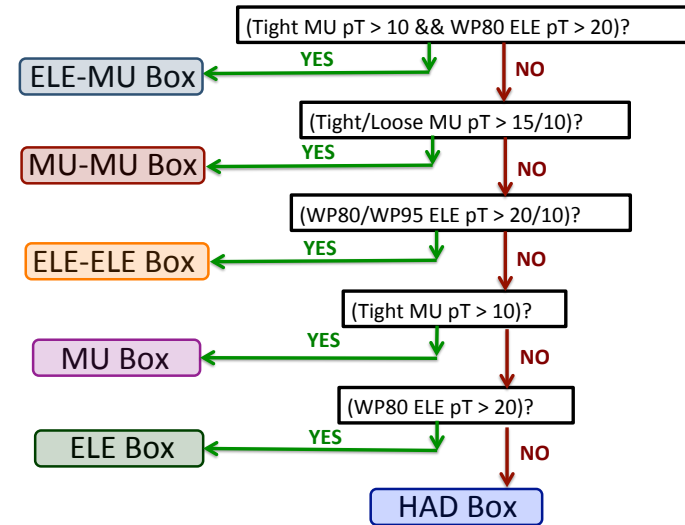 (Tight MU pT > 10 && WP80 ELE pT > 20)?
YES
NO
ELE-MU Box
(Tight/Loose MU pT > 15/10)?
YES
NO
MU-MU Box
(WP80/WP95 ELE pT > 20/10)?
YES
NO
ELE-ELE Box
(Tight MU pT > 10)?
YES
NO
MU Box
(WP80 ELE pT > 20)?
YES
NO
ELE Box
HAD Box